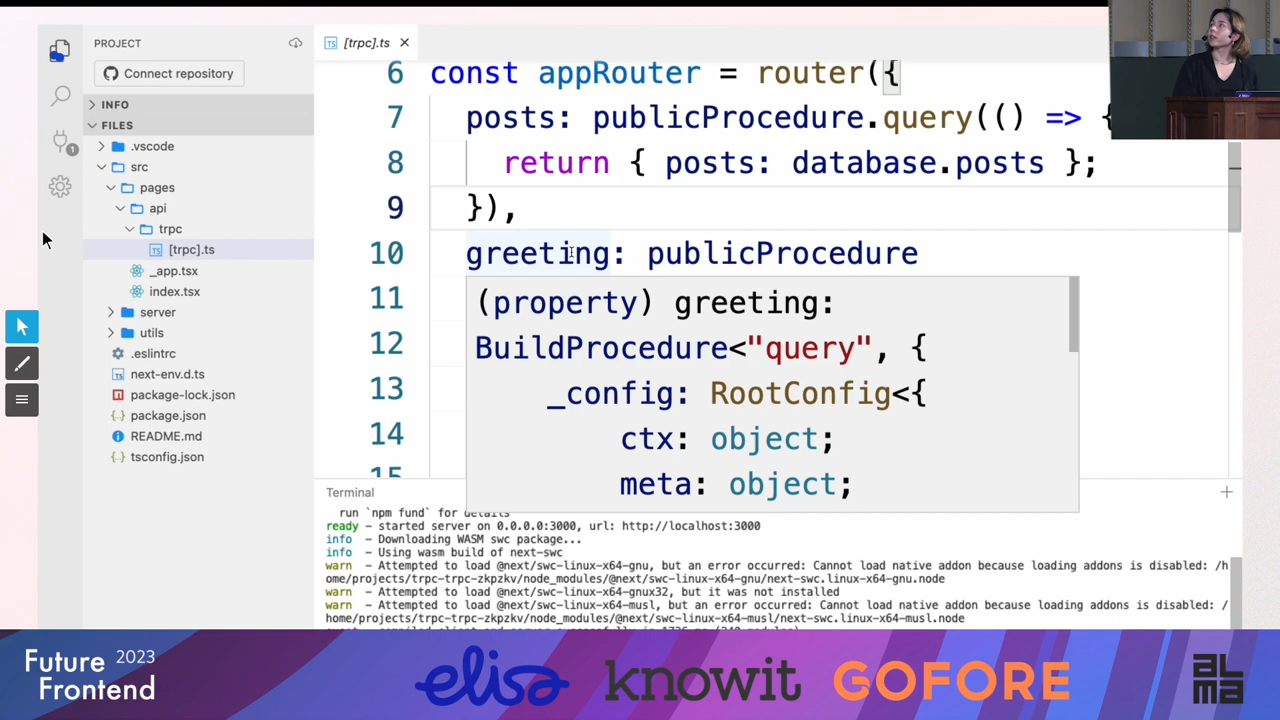 PROJECT
Connect repository
INFO
FILES
.vscode
src
pages
api
trpc
[trpc].ts
_app.tsx
index.tsx
server
utils
.eslintrc
next-env.d.ts
package-lock.json
package.json
README.md
tsconfig.json
1
TS [trpc].ts
6 const appRouter = router({
7 posts: publicProcedure.query(() => {
8 return { posts: database.posts };
9 }),
10 greeting: publicProcedure
11
12
13
14
15
(property) greeting:
BuildProcedure<"query", {
_config: RootConfig<{
ctx: object;
meta: object;
Terminal
run `npm fund` for details
ready - started server on 0.0.0.0:3000, url: http://localhost:3000
info - Downloading WASM swc package...
info - Using wasm build of next-swc
warn - Attempted to load @next/swc-linux-x64-gnu, but an error occurred: Cannot load native addon because loading addons is disabled: /h
ome/projects/trpc-trpc-zkpzkv/node_modules/@next/swc-linux-x64-gnu/next-swc.linux-x64-gnu.node
warn - Attempted to load @next/swc-linux-x64-gnux32, but it was not installed
warn - Attempted to load @next/swc-linux-x64-musl, but an error occurred: Cannot load native addon because loading addons is disabled: /
home/projects/trpc-trpc-zkpzkv/node_modules/@next/swc-linux-x64-musl/next-swc.linux-x64-musl.node
Future 2023
Frontend
elisa
knowit
GOFORE
ALMA